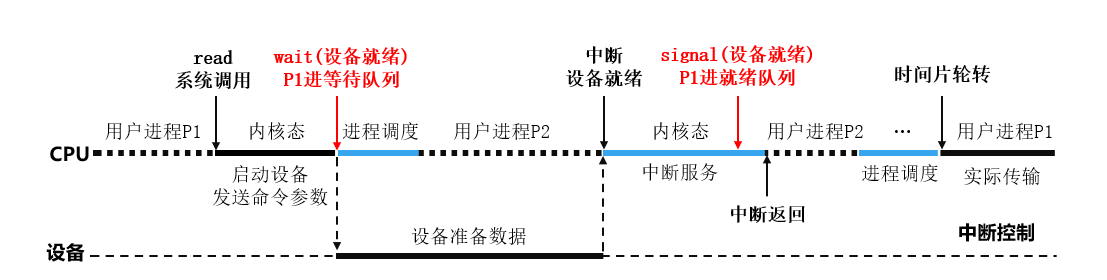 read
系统调用
wait(设备就绪)
P1进等待队列
中断
设备就绪
signal(设备就绪)
P1进就绪队列
时间片轮转
用户进程P1
内核态
进程调度
用户进程P2
内核态
用户进程P2
…
用户进程P1
CPU
启动设备
发送命令参数
中断服务
进程调度
实际传输
中断返回
设备准备数据
中断控制
设备